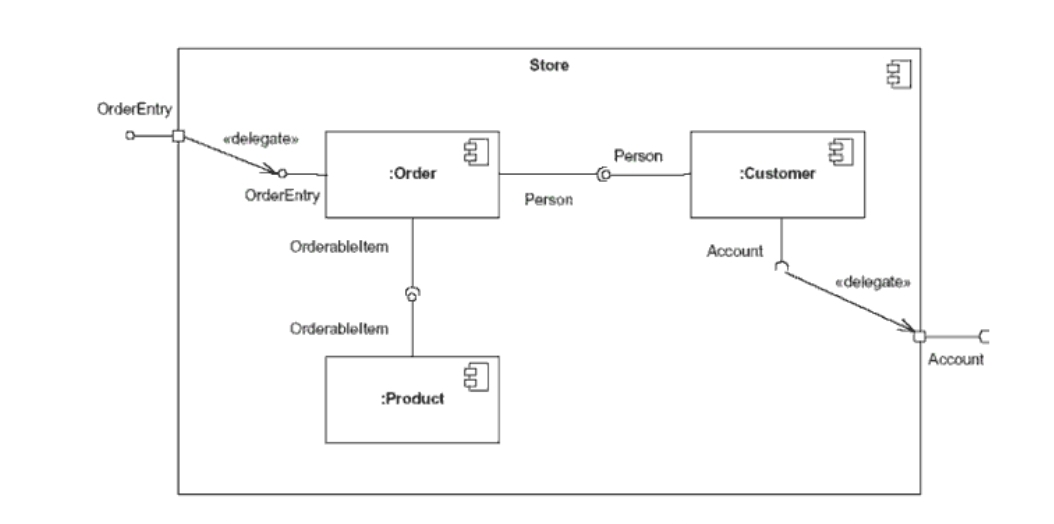 Store
OrderEntry
«delegate»
:Order
OrderEntry
Person
Person
:Customer
OrderableItem
Account
«delegate»
OrderableItem
Account
:Product